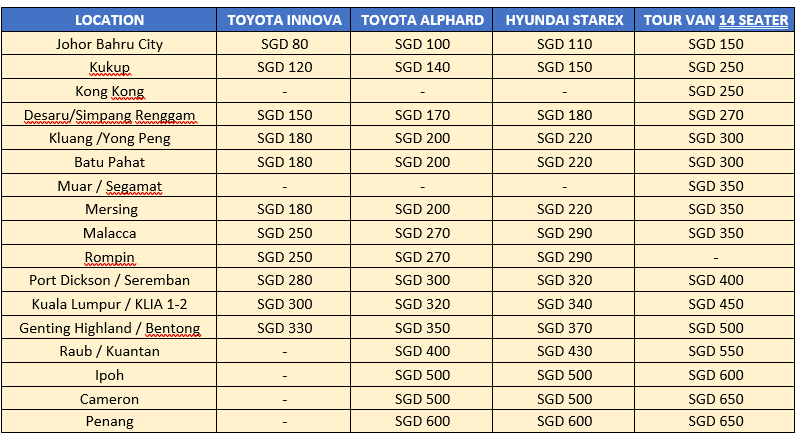 LOCATION TOYOTA INNOVA TOYOTA ALPHARD HYUNDAI STAREX TOUR VAN 14 SEATER
Johor Bahru City SGD 80 SGD 100 SGD 110 SGD 150
Kukup SGD 120 SGD 140 SGD 150 SGD 250
Kong Kong - - - SGD 250
Desaru/Simpang Renggam SGD 150 SGD 170 SGD 180 SGD 270
Kluang /Yong Peng SGD 180 SGD 200 SGD 220 SGD 300
Batu Pahat SGD 180 SGD 200 SGD 220 SGD 300
Muar / Segamat - - - SGD 350
Mersing SGD 180 SGD 200 SGD 220 SGD 350
Malacca SGD 250 SGD 270 SGD 290 SGD 350
Rompin SGD 250 SGD 270 SGD 290 -
Port Dickson / Seremban SGD 280 SGD 300 SGD 320 SGD 400
Kuala Lumpur / KLIA 1-2 SGD 300 SGD 320 SGD 340 SGD 450
Genting Highland / Bentong SGD 330 SGD 350 SGD 370 SGD 500
Raub / Kuantan - SGD 400 SGD 430 SGD 550
Ipoh - SGD 500 SGD 500 SGD 600
Cameron - SGD 500 SGD 500 SGD 650
Penang - SGD 600 SGD 600 SGD 650